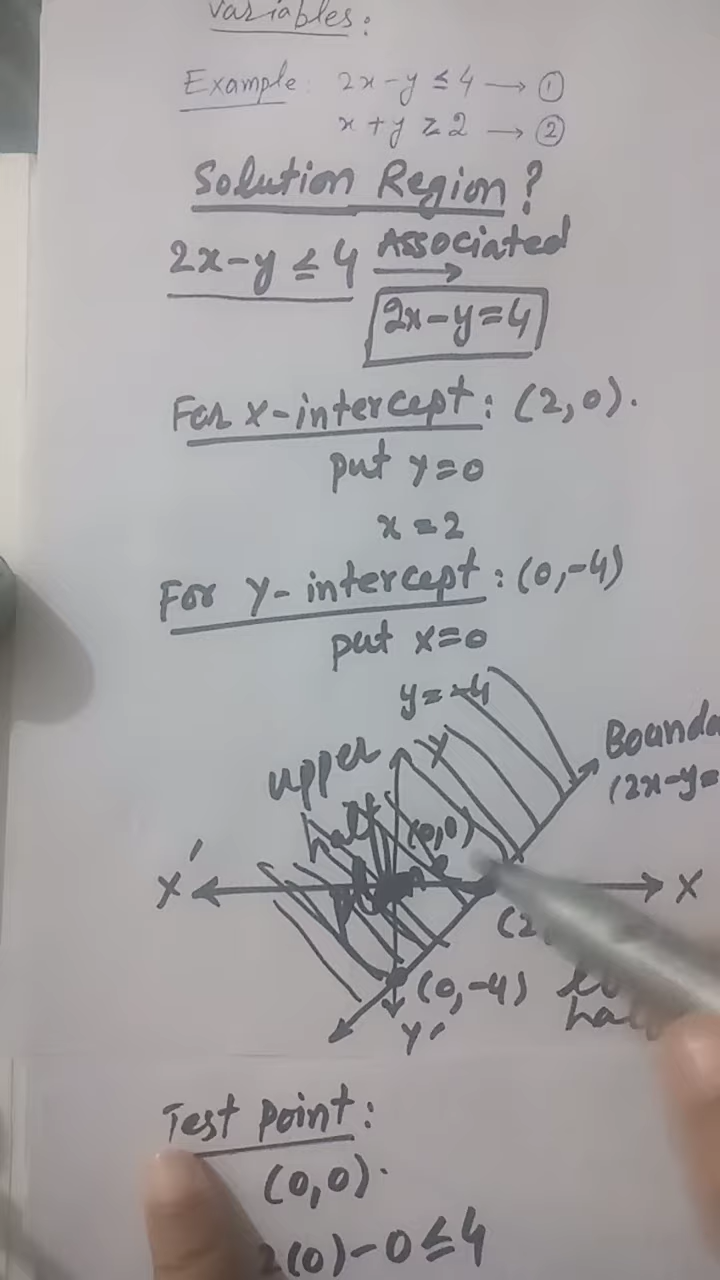 Variables:
Example: 2x-y ≤ 4 → ①
x+y ≥ 2 → ②
Solution Region?
2x-y ≤ 4 Associated →
2x-y=4
For x-intercept: (2,0).
put y=0
x=2
For y-intercept: (0,-4)
put x=0
y=-4
upper
half
Y
(0,0)
(2x-y=
X′
X
(2,
(0,-4)
Y′
Test point:
(0,0).
2(0)-0≤4